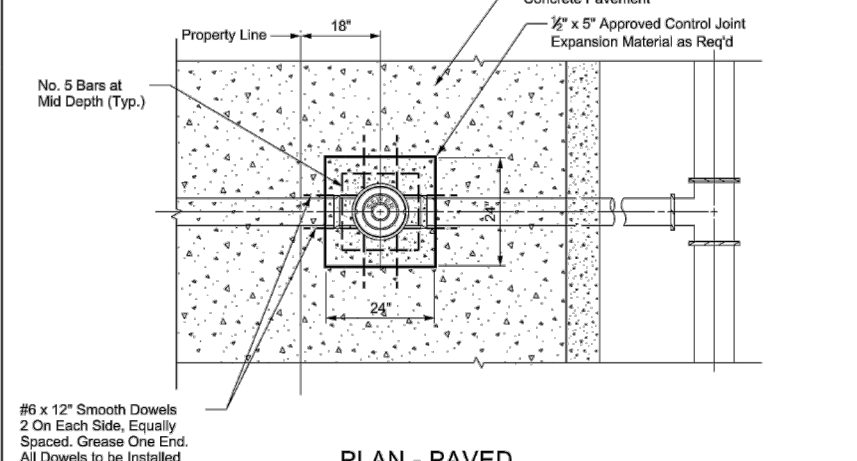 Concrete Pavement
½" x 5" Approved Control Joint
Expansion Material as Req'd
Property Line
18"
No. 5 Bars at
Mid Depth (Typ.)
24"
24"
#6 x 12" Smooth Dowels
2 On Each Side, Equally
Spaced. Grease One End.
All Dowels to be Installed
PLAN - PAVED